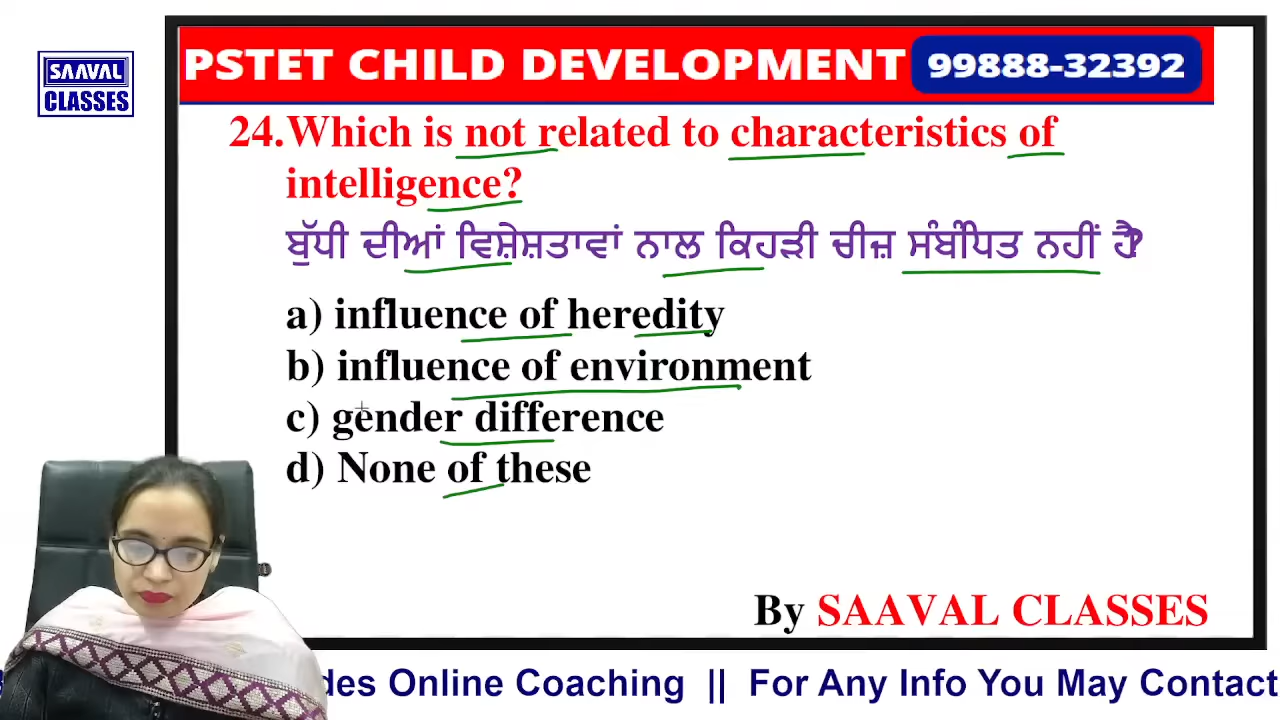 SAAVAL
CLASSES
PSTET CHILD DEVELOPMENT 99888-32392
24.Which is not related to characteristics of
intelligence?
ਬੁੱਧੀ ਦੀਆਂ ਵਿਸ਼ੇਸ਼ਤਾਵਾਂ ਨਾਲ ਕਿਹੜੀ ਚੀਜ਼ ਸੰਬੰਧਿਤ ਨਹੀਂ ਹੈ?
a) influence of heredity
b) influence of environment
c) gender difference
d) None of these
By SAAVAL CLASSES
Online Coaching || For Any Info You May Contact